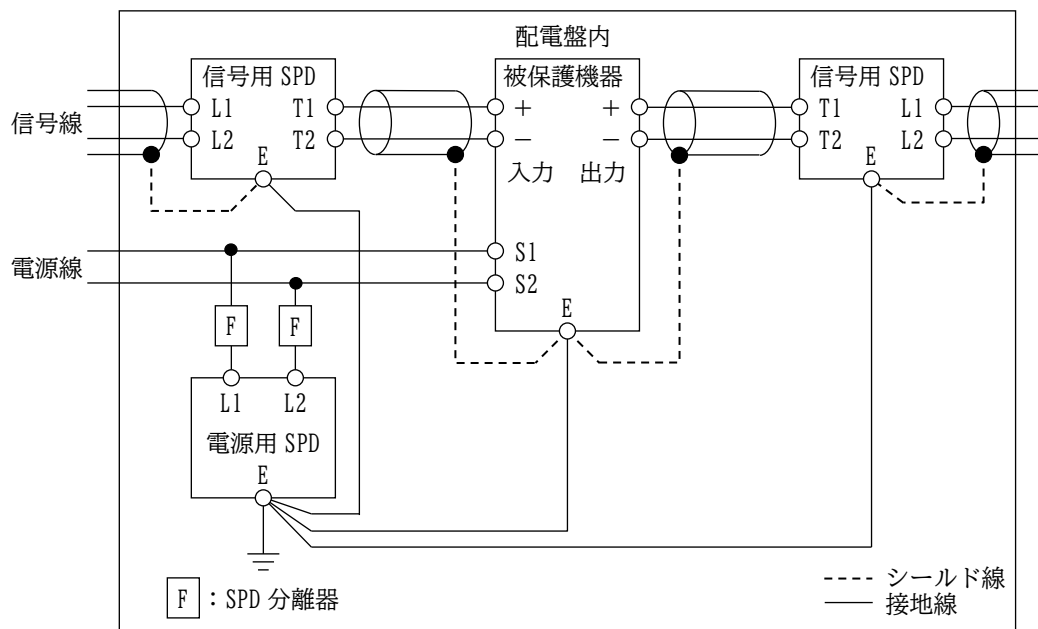 配電盤内
信号用 SPD
L1 T1
L2 T2
E
信号線
被保護機器
+ +
− −
入力 出力
S1
S2
E
信号用 SPD
T1 L1
T2 L2
E
電源線
F
F
L1 L2
電源用 SPD
E
F : SPD 分離器
シールド線
接地線